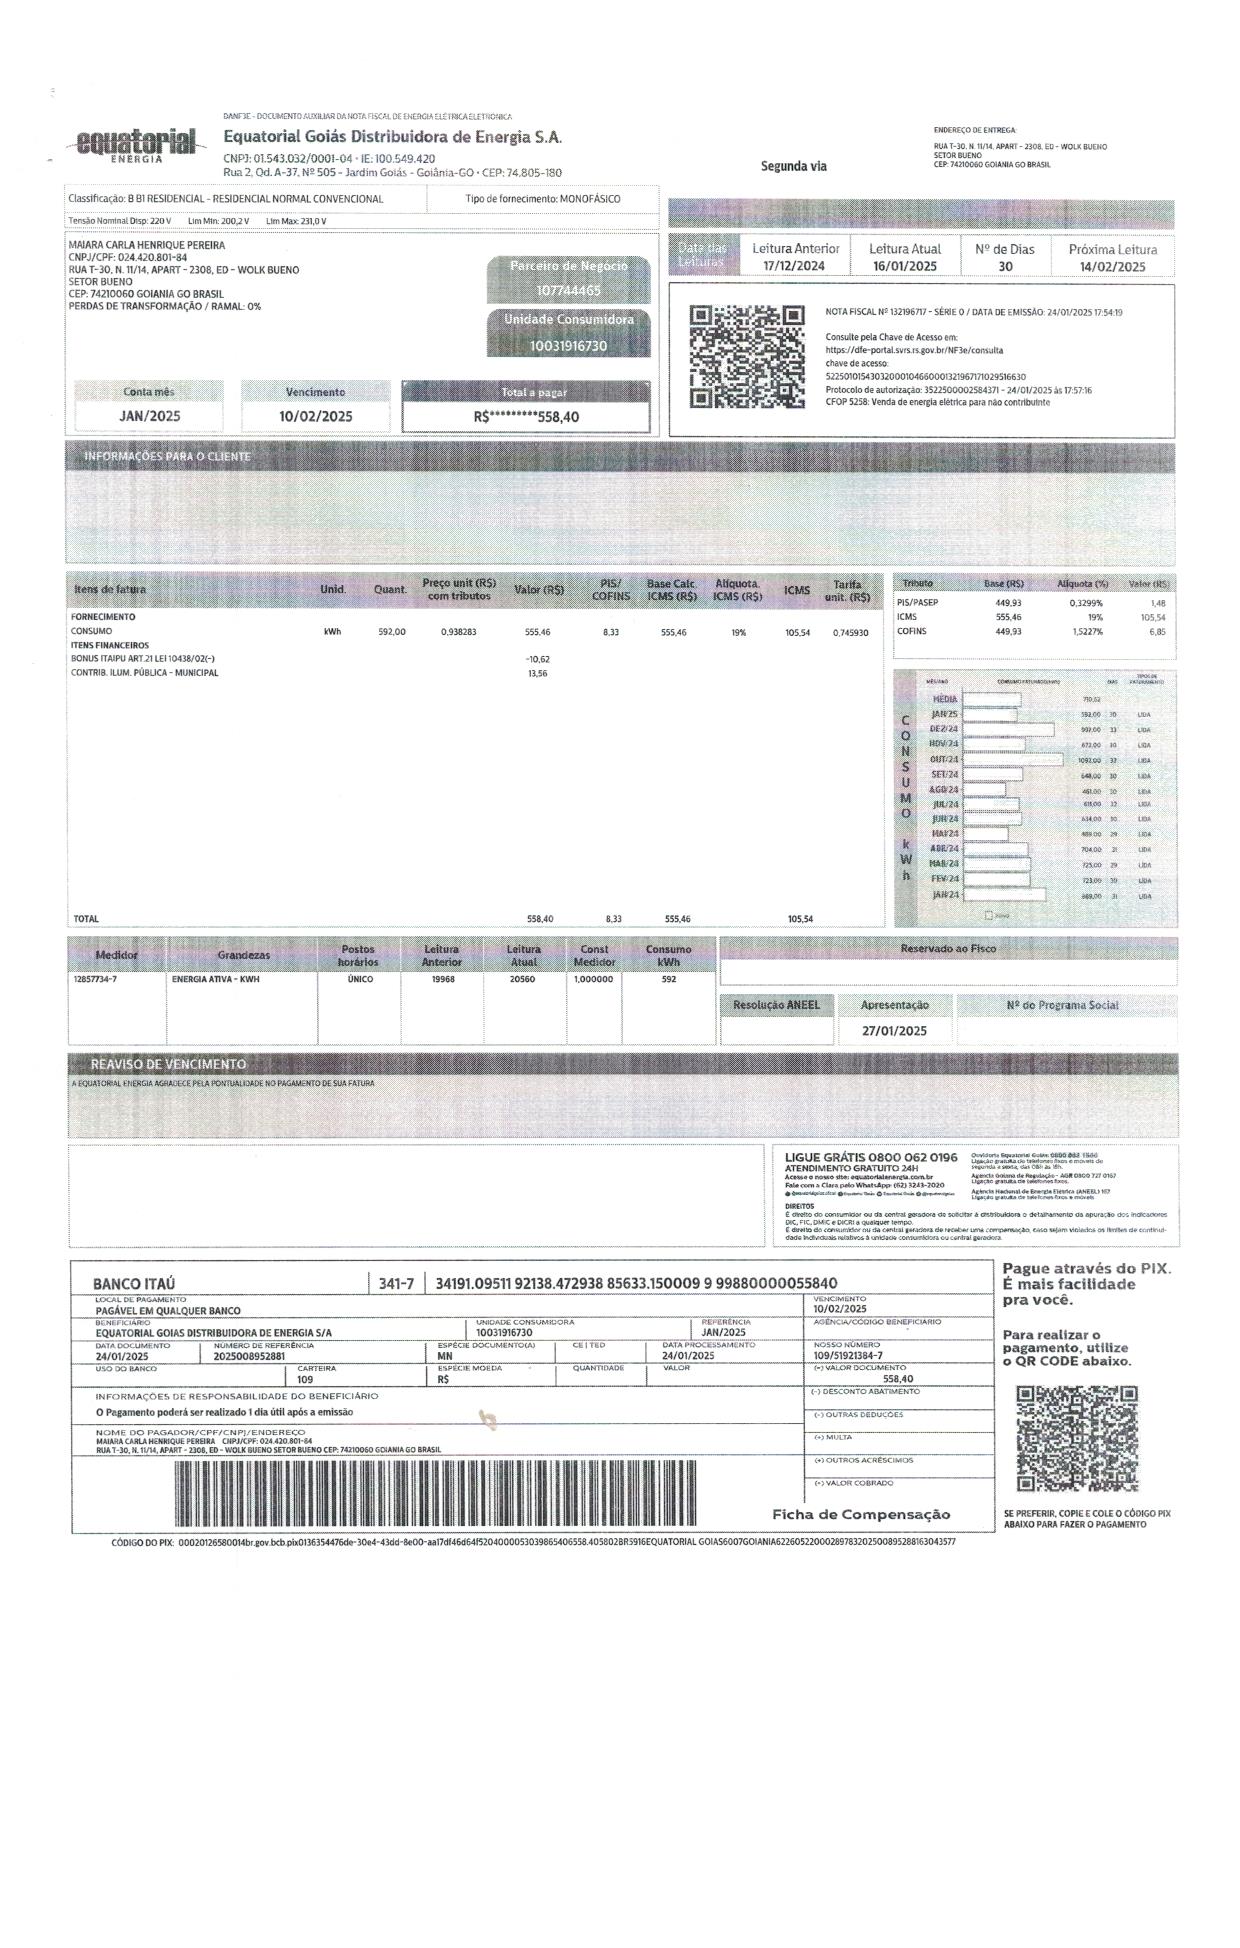 DANF3E - DOCUMENTO AUXILIAR DA NOTA FISCAL DE ENERGIA ELÉTRICA ELETRÔNICA
equatorial
ENERGIA
Equatorial Goiás Distribuidora de Energia S.A.
CNPJ: 01.543.032/0001-04 - IE: 100.549.420
Rua 2, Qd. A-37, Nº 505 - Jardim Goiás - Goiânia-GO - CEP: 74.805-180
Segunda via
ENDEREÇO DE ENTREGA:
RUA T-30, N. 11/14, APART - 2308, ED - WOLK BUENO
SETOR BUENO
CEP: 74210060 GOIANIA GO BRASIL
Classificação: B B1 RESIDENCIAL - RESIDENCIAL NORMAL CONVENCIONAL
Tipo de fornecimento: MONOFÁSICO
Tensão Nominal Disp: 220 V Lim Min: 200,2 V Lim Max: 231,0 V
MAIARA CARLA HENRIQUE PEREIRA
CNPJ/CPF: 024.420.801-84
RUA T-30, N. 11/14, APART - 2308, ED - WOLK BUENO
SETOR BUENO
CEP: 74210060 GOIANIA GO BRASIL
PERDAS DE TRANSFORMAÇÃO / RAMAL: 0%
Parceiro de Negócio
107744465
Unidade Consumidora
10031916730
Conta mês Vencimento Total a pagar
JAN/2025 10/02/2025 R$*********558,40
Data das Leituras
Leitura Anterior Leitura Atual Nº de Dias Próxima Leitura
17/12/2024 16/01/2025 30 14/02/2025
NOTA FISCAL Nº 132196717 - SÉRIE 0 / DATA DE EMISSÃO: 24/01/2025 17:54:19
Consulte pela Chave de Acesso em:
https://dfe-portal.svrs.rs.gov.br/NF3e/consulta
chave de acesso:
52250101543032000104660001321967171029516630
Protocolo de autorização: 3522500002584371 - 24/01/2025 às 17:57:16
CFOP 5258: Venda de energia elétrica para não contribuinte
INFORMAÇÕES PARA O CLIENTE
Itens de fatura Unid. Quant. Preço unit (R$) com tributos Valor (R$) PIS/ COFINS Base Calc. ICMS (R$) Alíquota. ICMS (R$) ICMS Tarifa unit. (R$)
FORNECIMENTO
CONSUMO kWh 592,00 0,938283 555,46 8,33 555,46 19% 105,54 0,745930
ITENS FINANCEIROS
BONUS ITAIPU ART.21 LEI 10438/02(-) -10,62
CONTRIB. ILUM. PÚBLICA - MUNICIPAL 13,56
TOTAL 558,40 8,33 555,46 105,54
Tributo Base (R$) Alíquota (%) Valor (R$)
PIS/PASEP 449,93 0,3299% 1,48
ICMS 555,46 19% 105,54
COFINS 449,93 1,5227% 6,85
CONSUMO kWh
MÊS/ANO CONSUMO FATURADO(kWh) DIAS TIPOS DE FATURAMENTO
MÉDIA 710,62
JAN/25 592,00 30 LIDA
DEZ/24 33 LIDA
NOV/24 672,00 30 LIDA
OUT/24 1092,00 33 LIDA
SET/24 648,00 30 LIDA
AGO/24 461,00 30 LIDA
JUL/24 611,00 32 LIDA
JUN/24 634,00 30 LIDA
MAI/24 489,00 29 LIDA
ABR/24 704,00 31 LIDA
MAR/24 725,00 29 LIDA
FEV/24 723,00 30 LIDA
JAN/24 31 LIDA
Medidor Grandezas Postos horários Leitura Anterior Leitura Atual Const Medidor Consumo kWh
12857734-7 ENERGIA ATIVA - KWH ÚNICO 19968 20560 1,000000 592
Reservado ao Fisco
Resolução ANEEL Apresentação Nº do Programa Social
27/01/2025
REAVISO DE VENCIMENTO
A EQUATORIAL ENERGIA AGRADECE PELA PONTUALIDADE NO PAGAMENTO DE SUA FATURA
LIGUE GRÁTIS 0800 062 0196
ATENDIMENTO GRATUITO 24H
Acesse o nosso site: equatorialenergia.com.br
Fale com a Clara pelo WhatsApp: (62) 3243-2020
Ouvidoria Equatorial Goiás:
Ligação gratuita de telefones fixos e móveis de
segunda a sexta, das 08h às 18h.
Agência Goiana de Regulação - AGR 0800 727 0167
Ligação gratuita de telefones fixos.
Agência Nacional de Energia Elétrica (ANEEL) 167
Ligação gratuita de telefones fixos e móveis
DIREITOS
É direito do consumidor ou da central geradora de solicitar à distribuidora o detalhamento da apuração dos indicadores
DIC, FIC, DMIC e DICRI a qualquer tempo.
É direito do consumidor ou da central geradora de receber uma compensação, caso sejam violados os limites de continui-
dade individuais relativos à unidade consumidora ou central geradora.
BANCO ITAÚ 341-7 34191.09511 92138.472938 85633.150009 9 99880000055840
LOCAL DE PAGAMENTO
PAGÁVEL EM QUALQUER BANCO
VENCIMENTO
10/02/2025
BENEFICIÁRIO UNIDADE CONSUMIDORA REFERÊNCIA AGÊNCIA/CÓDIGO BENEFICIÁRIO
EQUATORIAL GOIAS DISTRIBUIDORA DE ENERGIA S/A 10031916730 JAN/2025
DATA DOCUMENTO NÚMERO DE REFERÊNCIA ESPÉCIE DOCUMENTO(A) CE | TED DATA PROCESSAMENTO NOSSO NÚMERO
24/01/2025 2025008952881 MN 24/01/2025 109/51921384-7
USO DO BANCO CARTEIRA ESPÉCIE MOEDA QUANTIDADE VALOR (=) VALOR DOCUMENTO
109 R$ 558,40
INFORMAÇÕES DE RESPONSABILIDADE DO BENEFICIÁRIO
O Pagamento poderá ser realizado 1 dia útil após a emissão
(-) DESCONTO ABATIMENTO
(-) OUTRAS DEDUÇÕES
NOME DO PAGADOR/CPF/CNPJ/ENDEREÇO
MAIARA CARLA HENRIQUE PEREIRA CNPJ/CPF: 024.420.801-84
RUA T-30, N. 11/14, APART - 2308, ED - WOLK BUENO SETOR BUENO CEP: 74210060 GOIANIA GO BRASIL
(+) MULTA
(+) OUTROS ACRÉSCIMOS
(=) VALOR COBRADO
Ficha de Compensação
Pague através do PIX.
É mais facilidade
pra você.
Para realizar o
pagamento, utilize
o QR CODE abaixo.
SE PREFERIR, COPIE E COLE O CÓDIGO PIX
ABAIXO PARA FAZER O PAGAMENTO
CÓDIGO DO PIX: 00020126580014br.gov.bcb.pix0136354476de-30e4-43dd-8e00-aa17df46d64f5204000053039865406558.405802BR5916EQUATORIAL GOIAS6007GOIANIA62260522000289783202500895288163043577